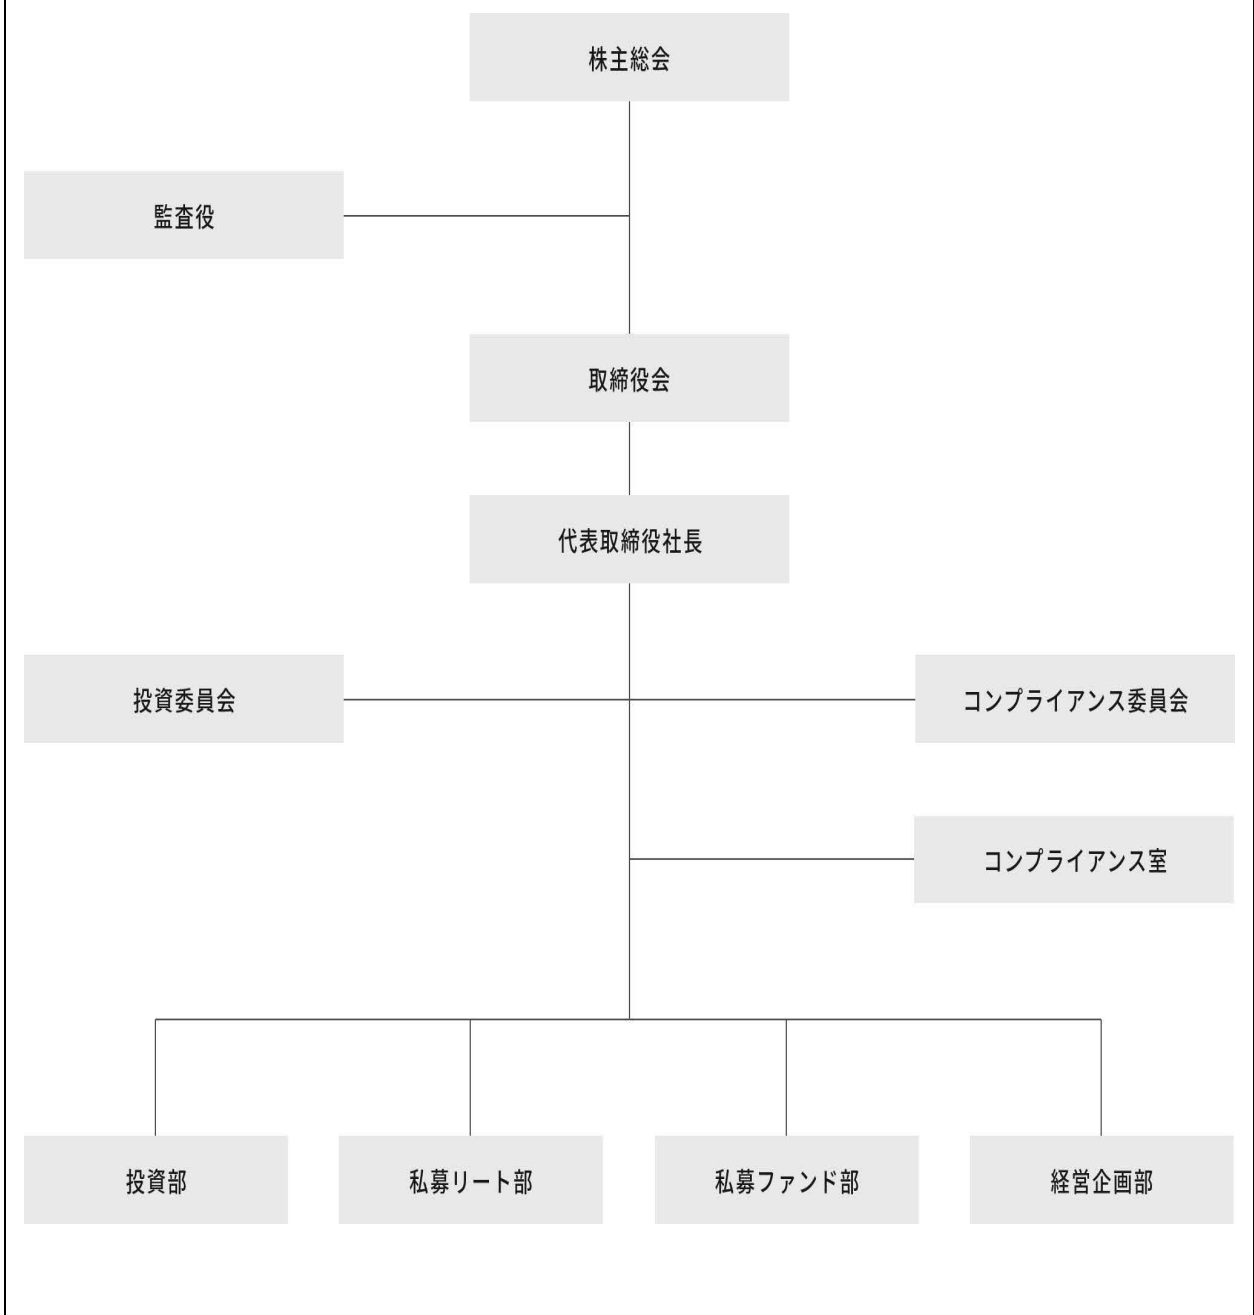 株主総会
監査役
取締役会
代表取締役社長
投資委員会
コンプライアンス委員会
コンプライアンス室
投資部
私募リート部
私募ファンド部
経営企画部